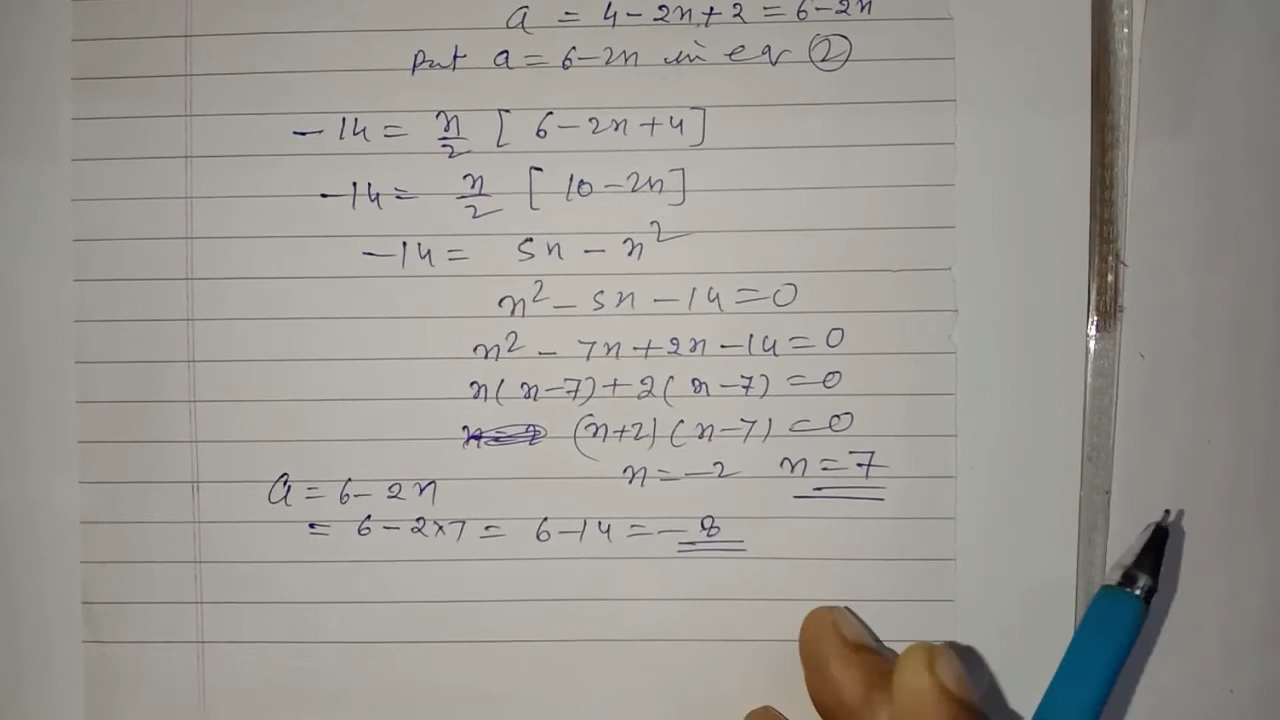 a = 4 - 2n + 2 = 6 - 2n
Put a = 6 - 2n in eq ②
-14 = n/2 [ 6 - 2n + 4 ]
-14 = n/2 [ 10 - 2n ]
-14 = 5n - n²
n² - 5n - 14 = 0
n² - 7n + 2n - 14 = 0
n( n - 7) + 2( n - 7) = 0
(n+2) (n-7) = 0
n = -2 n = 7
a = 6 - 2n
= 6 - 2×7 = 6 - 14 = -8